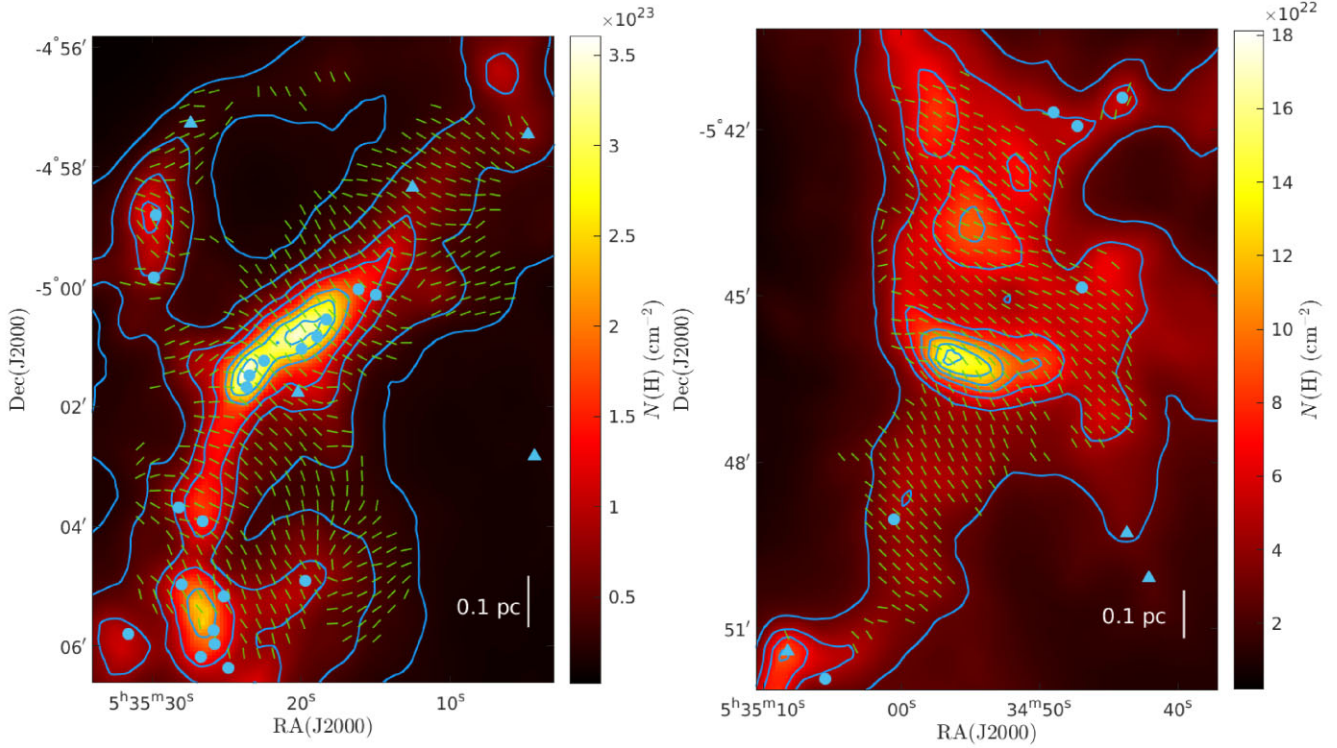 ×10²³
-4° 56′
-4° 58′
-5° 00′
02′
04′
06′
Dec(J2000)
5ʰ35ᵐ30ˢ
20ˢ
10ˢ
RA(J2000)
0.1 pc
3.5
3
2.5
2
1.5
1
0.5
N(H) (cm⁻²)
×10²²
-5° 42′
45′
48′
51′
Dec(J2000)
5ʰ35ᵐ10ˢ
00ˢ
34ᵐ50ˢ
40ˢ
RA(J2000)
0.1 pc
18
16
14
12
10
8
6
4
2
N(H) (cm⁻²)